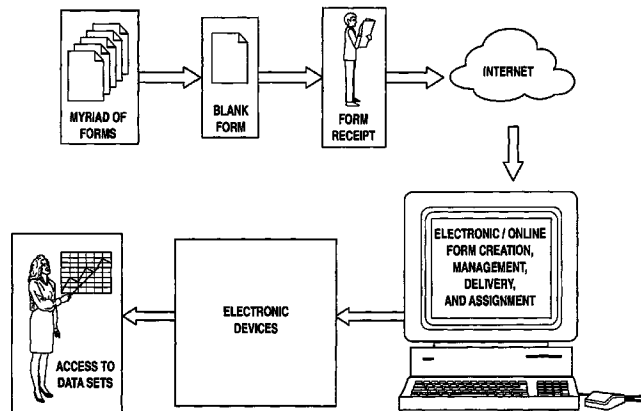 MYRIAD OF
FORMS
BLANK
FORM
FORM
RECEIPT
INTERNET
ELECTRONIC / ONLINE
FORM CREATION,
MANAGEMENT,
DELIVERY,
AND ASSIGNMENT
ELECTRONIC
DEVICES
ACCESS TO
DATA SETS